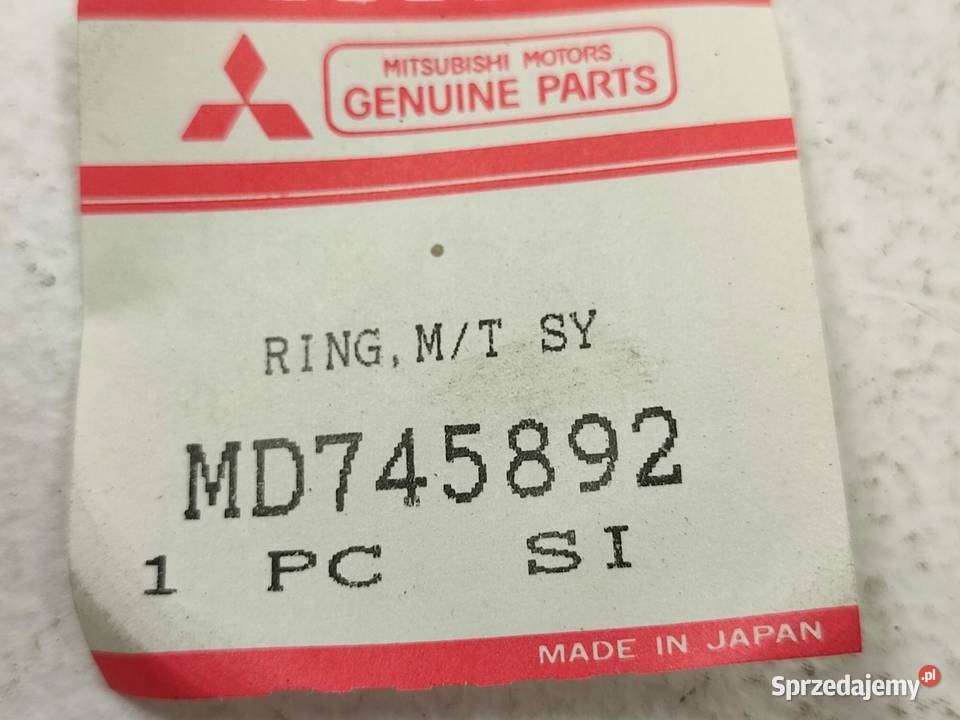 MITSUBISHI MOTORS
GENUINE PARTS
RING, M/T SY
MD745892
1 PC SI
MADE IN JAPAN
Sprzedajemy.pl